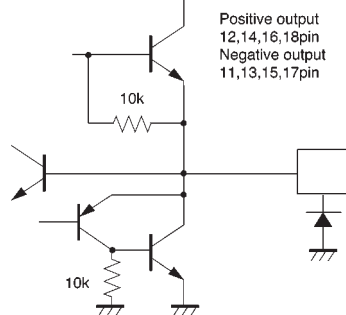 Positive output
12,14,16,18pin
Negative output
11,13,15,17pin
10k
10k